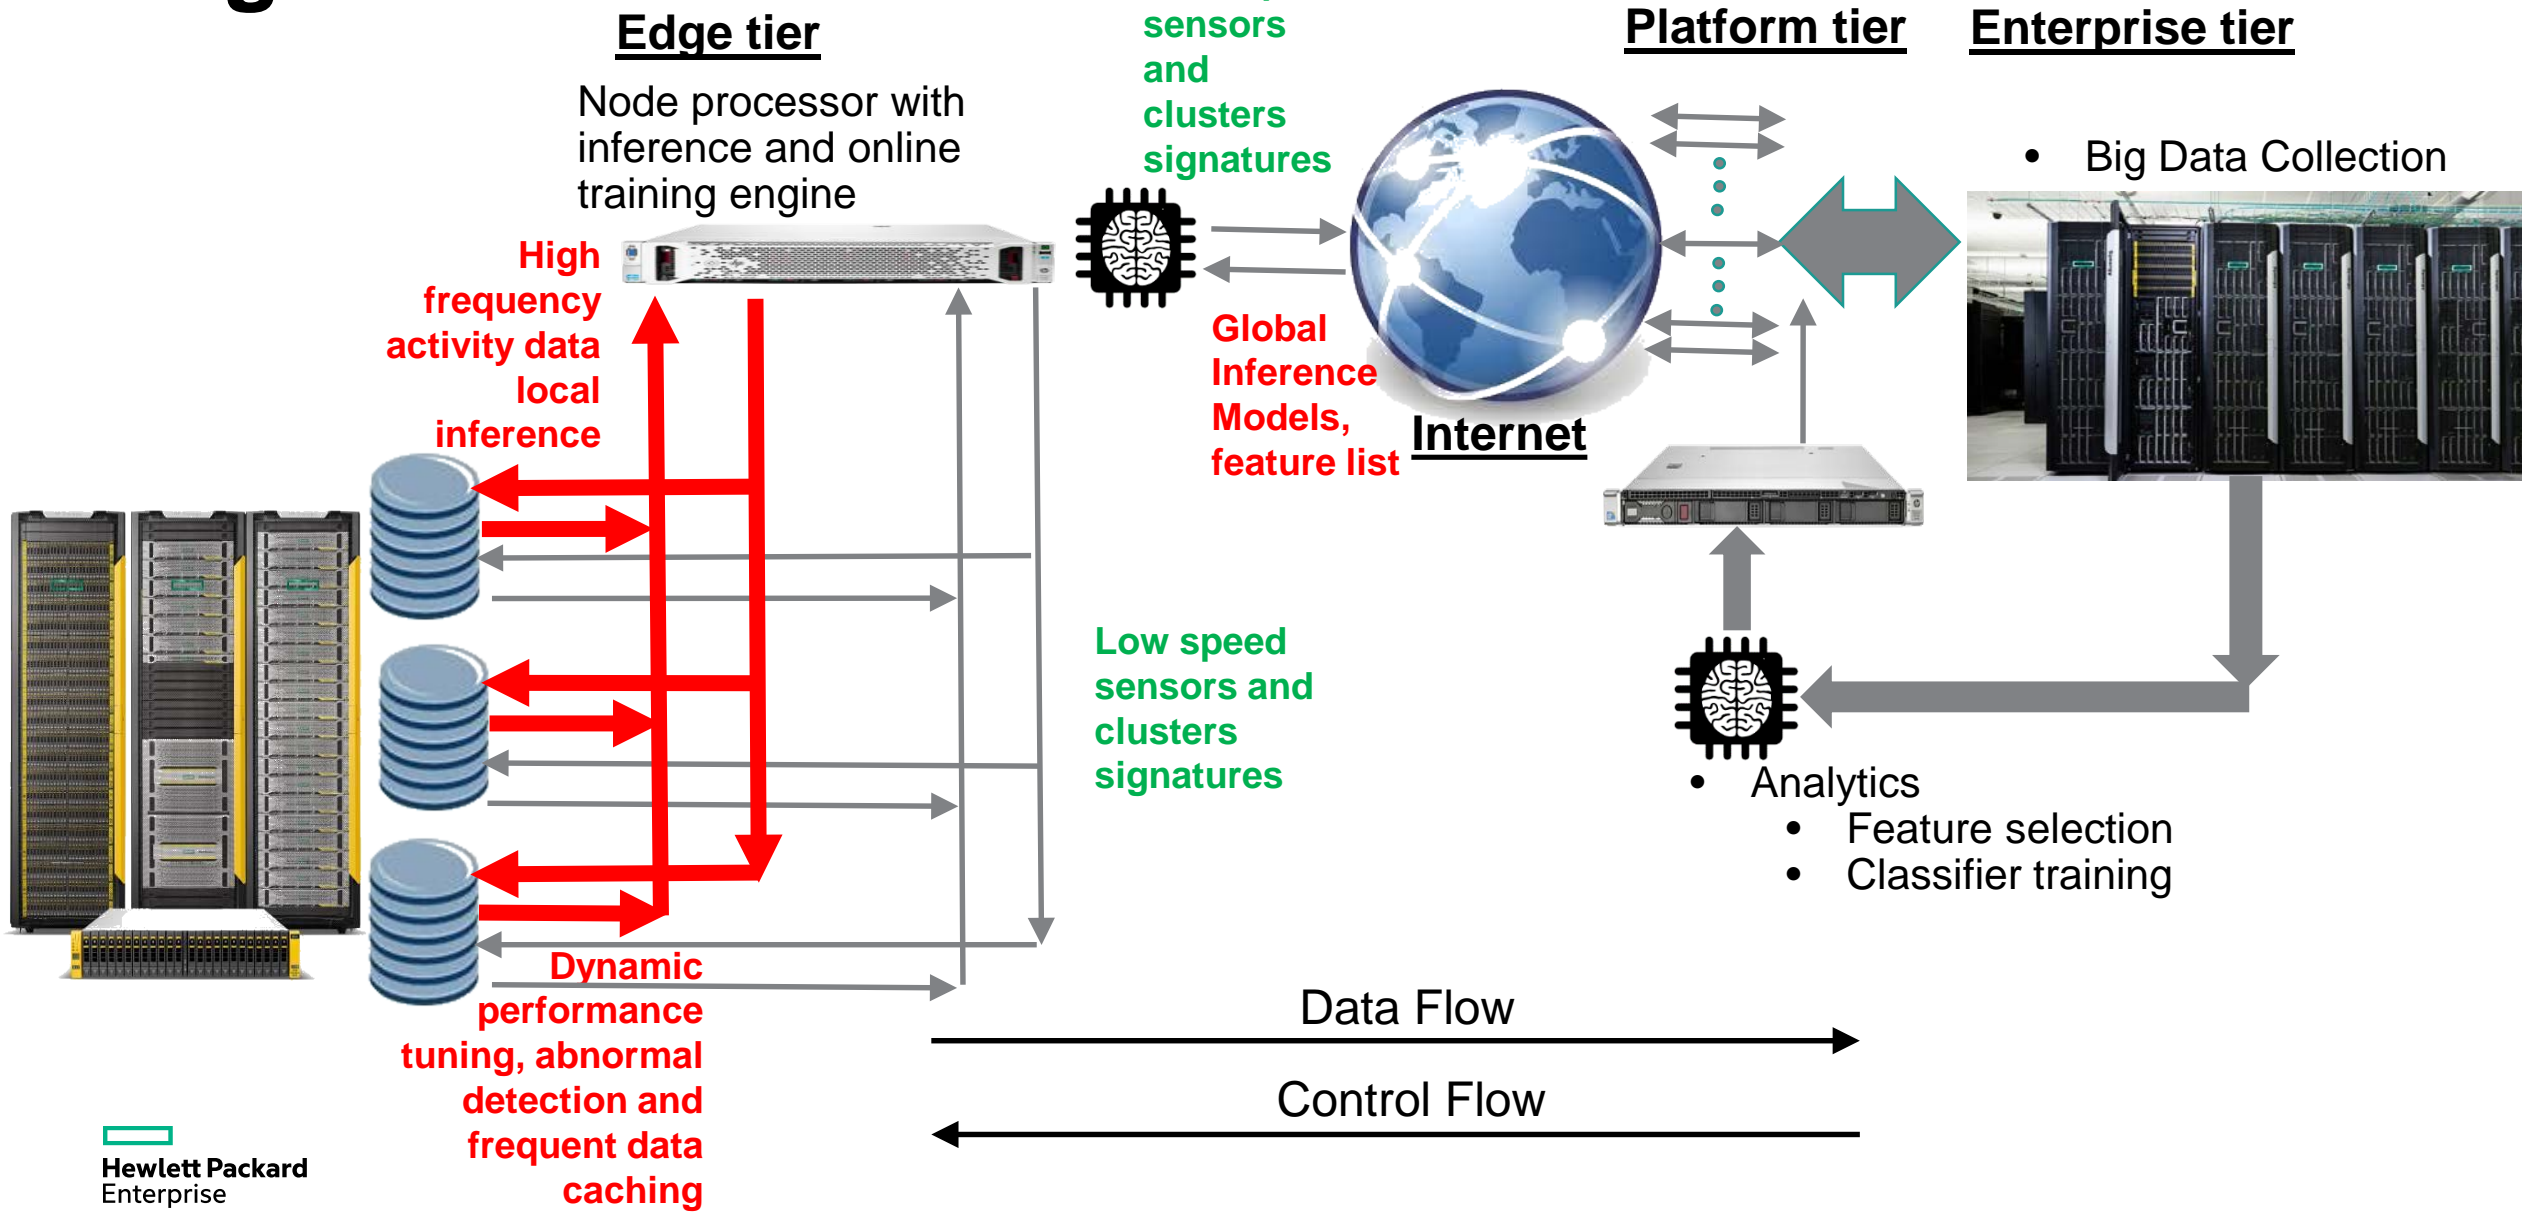 Edge tier
Node processor with
inference and online
training engine
sensors
and
clusters
signatures
Platform tier
Enterprise tier
Big Data Collection
High
frequency
activity data
local
inference
Global
Inference
Models,
feature list
Internet
Low speed
sensors and
clusters
signatures
Analytics
Feature selection
Classifier training
Dynamic
performance
tuning, abnormal
detection and
frequent data
caching
Data Flow
Control Flow
Hewlett Packard
Enterprise